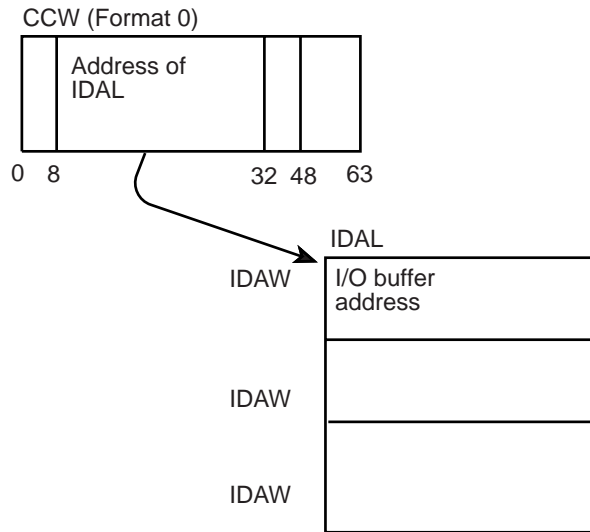 CCW (Format 0)
Address of
IDAL
0 8 32 48 63
IDAL
IDAW
I/O buffer
address
IDAW
IDAW